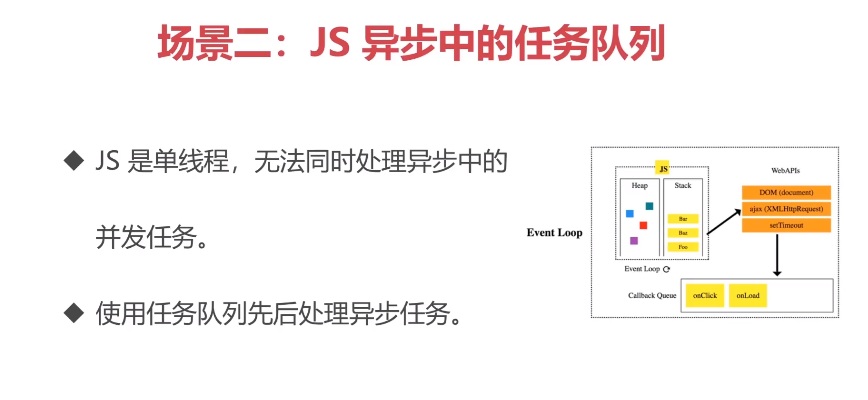 场景二：JS 异步中的任务队列
◆ JS 是单线程，无法同时处理异步中的
并发任务。
◆ 使用任务队列先后处理异步任务。
Event Loop
JS
Heap
Stack
Bar
Baz
Foo
Event Loop
WebAPIs
DOM (document)
ajax (XMLHttpRequest)
setTimeout
Callback Queue
onClick
onLoad